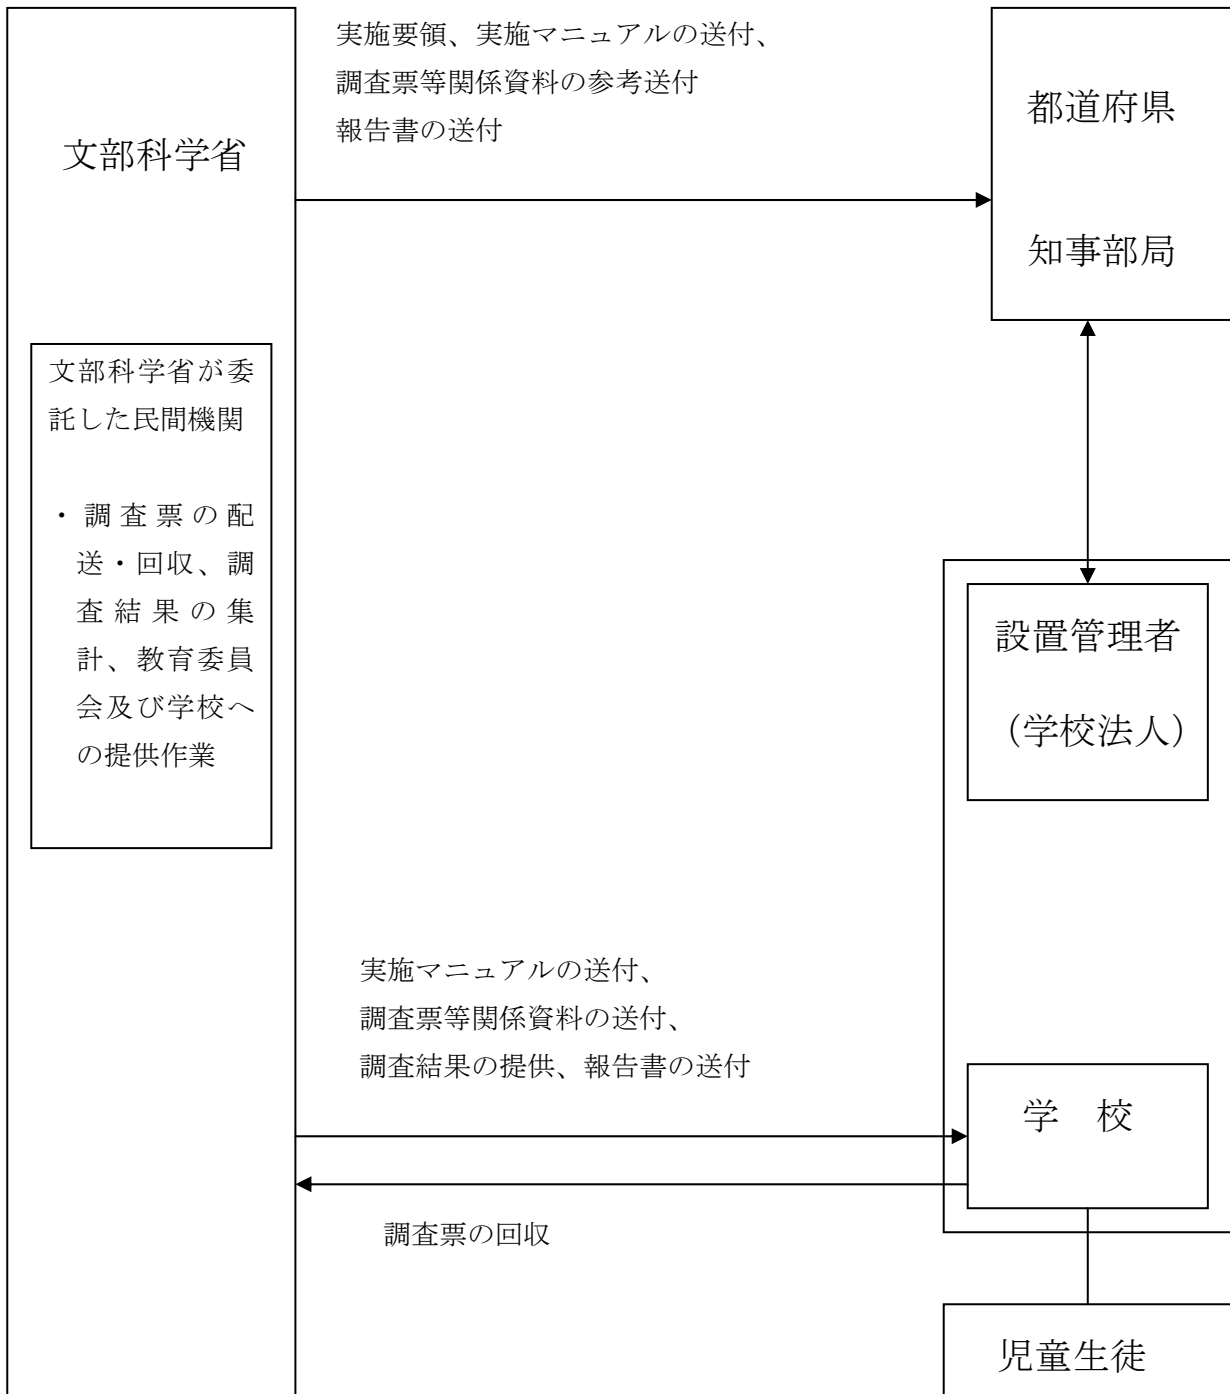 文部科学省
文部科学省が委
託した民間機関
・調査票の配
送・回収、調
査結果の集
計、教育委員
会及び学校へ
の提供作業
実施要領、実施マニュアルの送付、
調査票等関係資料の参考送付
報告書の送付
都道府県
知事部局
設置管理者
（学校法人）
実施マニュアルの送付、
調査票等関係資料の送付、
調査結果の提供、報告書の送付
学　校
調査票の回収
児童生徒